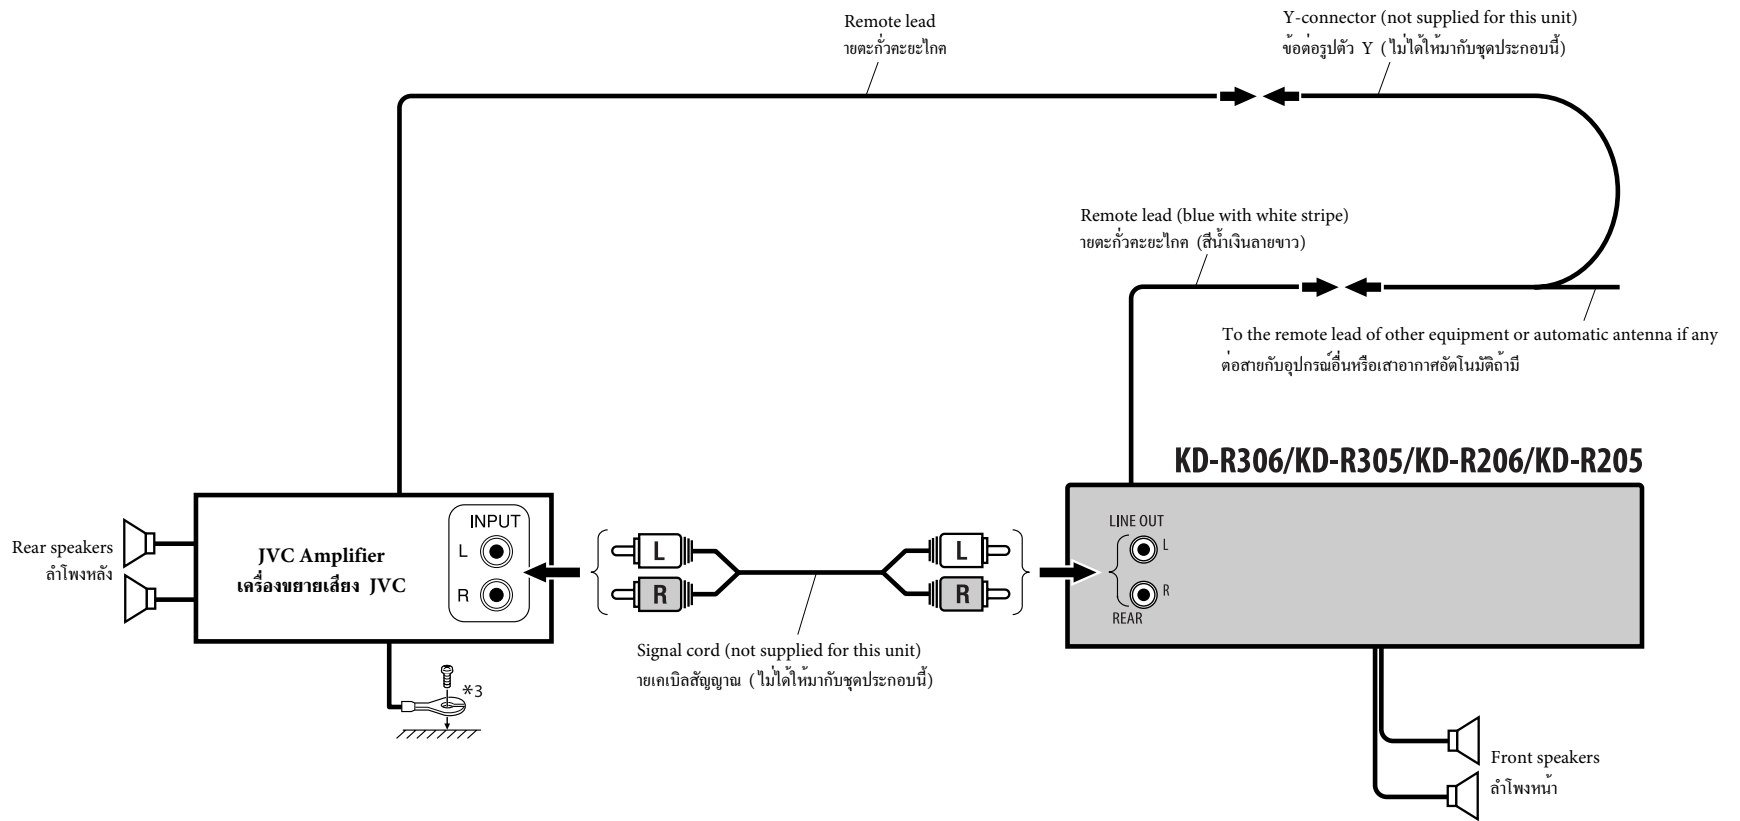 Remote lead
ายตะกั่วคะยะไกค
Y-connector (not supplied for this unit)
ข้อต่อรูปตัว Y (ไม่ได้ให้มากับชุดประกอบนี้)
Remote lead (blue with white stripe)
ายตะกั่วคะยะไกค (สีน้ำเงินลายขาว)
To the remote lead of other equipment or automatic antenna if any
ต่อสายกับอุปกรณ์อื่นหรือเสาอากาศอัตโนมัติถ้ามี
KD-R306/KD-R305/KD-R206/KD-R205
Rear speakers
ลำโพงหลัง
JVC Amplifier
เครื่องขยายเสียง JVC
INPUT
L
R
L
R
L
R
LINE OUT
L
R
REAR
Signal cord (not supplied for this unit)
ายเคเบิลสัญญาณ (ไม่ได้ให้มากับชุดประกอบนี้)
*3
Front speakers
ลำโพงหน้า